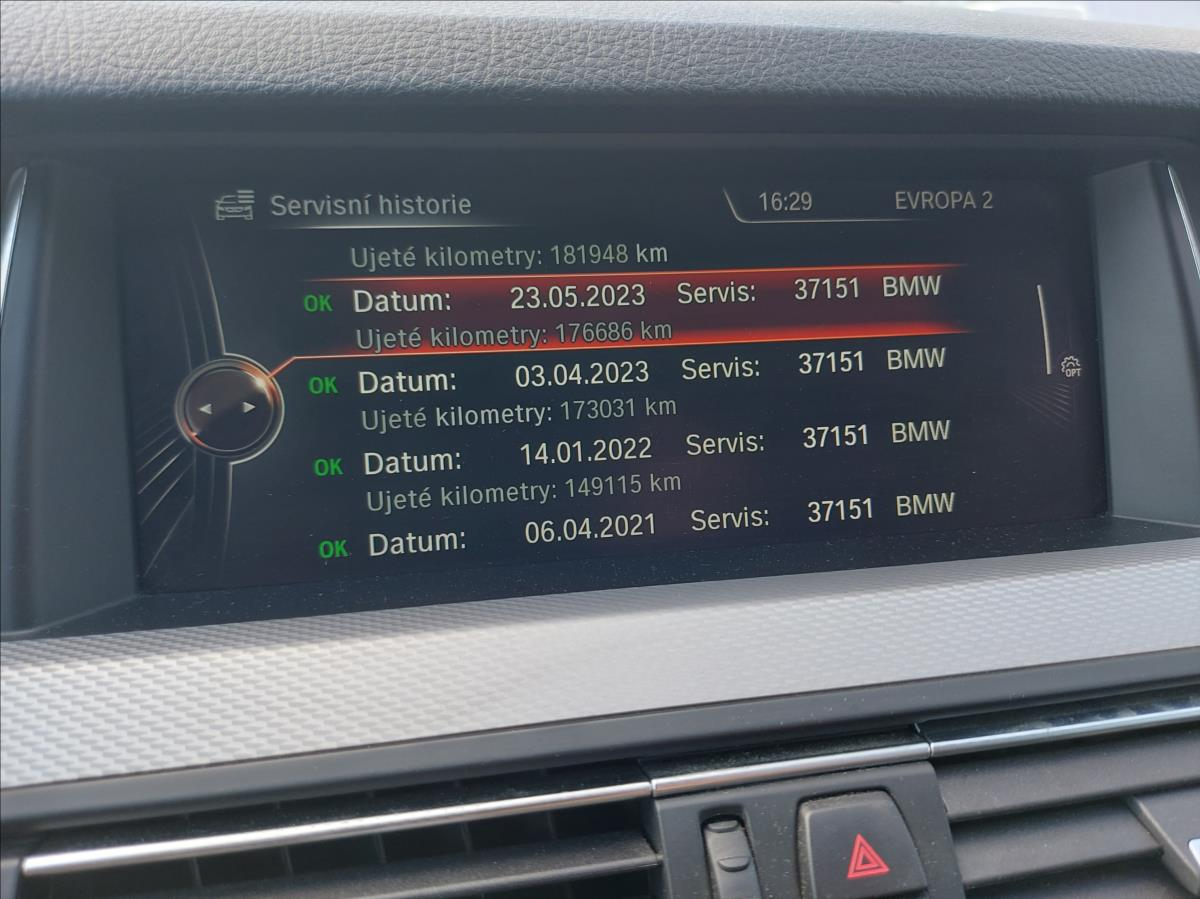 Servisní historie 16:29 EVROPA 2
Ujeté kilometry: 181948 km
OK Datum: 23.05.2023 Servis: 37151 BMW
Ujeté kilometry: 176686 km
OK Datum: 03.04.2023 Servis: 37151 BMW
OPT
Ujeté kilometry: 173031 km
OK Datum: 14.01.2022 Servis: 37151 BMW
Ujeté kilometry: 149115 km
OK Datum: 06.04.2021 Servis: 37151 BMW